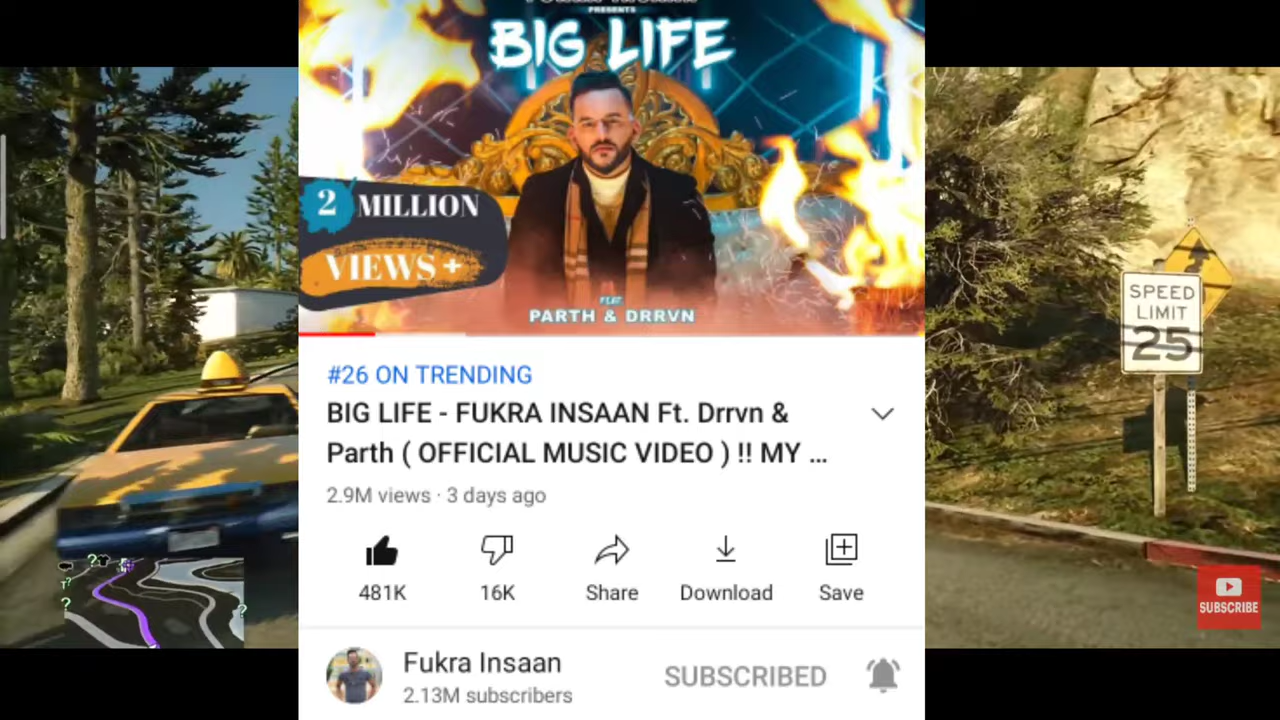 PRESENTS
BIG LIFE
2 MILLION
VIEWS +
FEAT
PARTH & DRRVN
#26 ON TRENDING
BIG LIFE - FUKRA INSAAN Ft. Drrvn &
Parth ( OFFICIAL MUSIC VIDEO ) !! MY ...
2.9M views · 3 days ago
481K
16K
Share
Download
Save
Fukra Insaan
2.13M subscribers
SUBSCRIBED
SPEED
LIMIT
25
SUBSCRIBE